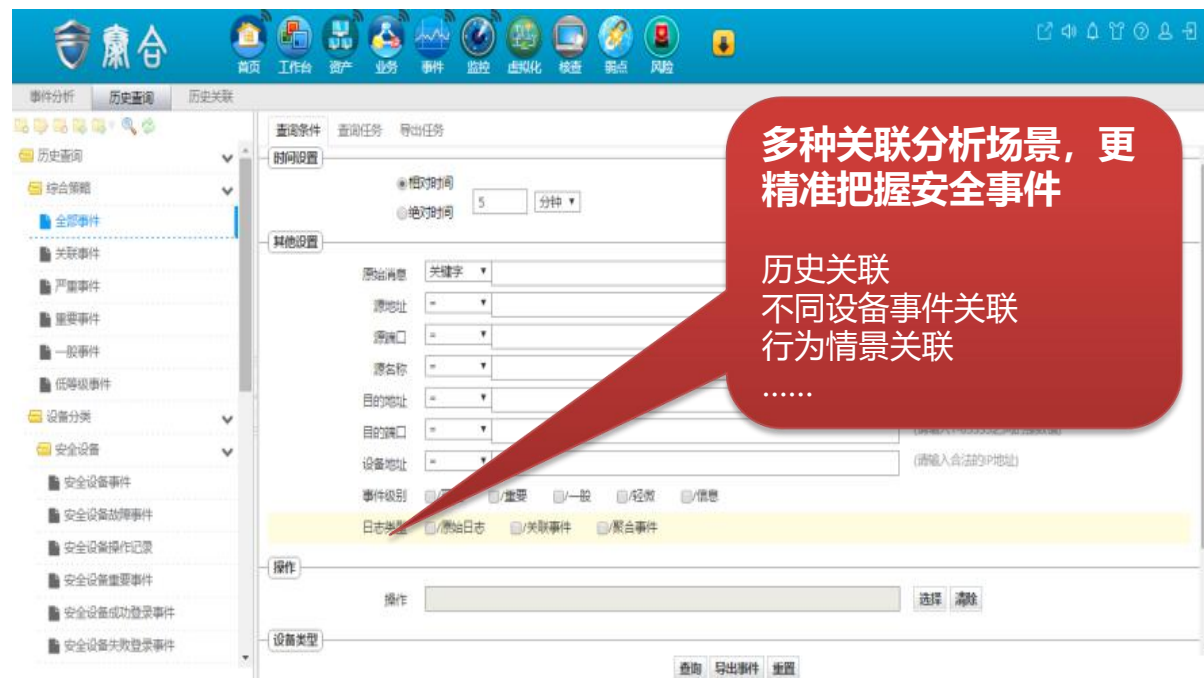 首页 工作台 资产 业务 事件 监控 虚拟化 核查 弱点 风险
事件分析 历史查询 历史关联
历史查询
综合策略
全部事件
关联事件
严重事件
重要事件
一般事件
低等级事件
设备分类
安全设备
安全设备事件
安全设备故障事件
安全设备操作记录
安全设备重要事件
安全设备成功登录事件
安全设备失败登录事件
查询条件 查询任务 导出任务
时间设置
相对时间
绝对时间
5 分钟
其他设置
原始消息 关键字
源地址 =
源端口 =
源名称 =
目的地址 =
目的端口 =
设备地址 = (请输入合法的IP地址)
事件级别 /重要 /一般 /轻微 /信息
日志类型 /原始日志 /关联事件 /聚合事件
操作
操作 选择 清除
设备类型
查询 导出事件 重置
多种关联分析场景，更
精准把握安全事件
历史关联
不同设备事件关联
行为情景关联
……